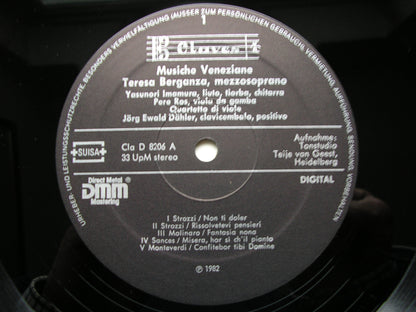 URHEBER- UND LEISTUNGSSCHUTZRECHTE, BESONDERS VERVIELFÄLTIGUNG (AUSSER ZUM PERSÖNLICHEN GEBRAUCH), VERMIETUNG, AUFFÜHRUNG, SENDUNG VORBEHALTEN
1
Claves
Musiche Veneziane
Teresa Berganza, mezzosoprano
Yasunori Imamura, liuto, tiorba, chitarra
Pere Ros, viola da gamba
Quartetto di viole
Jörg Ewald Dähler, clavicembalo, positivo
SUISA
Cla D 8206 A
33 UpM stereo
Aufnahme:
Tonstudio
Teije van Geest,
Heidelberg
Direct Metal
DMM
Mastering
DIGITAL
I Strozzi / Non ti doler
II Strozzi / Rissolvetevi pensieri
III Molinaro / Fantasia nona
IV Sances / Misera, hor sì ch'il pianto
V Monteverdi / Confitebor tibi Domine
℗ 1982